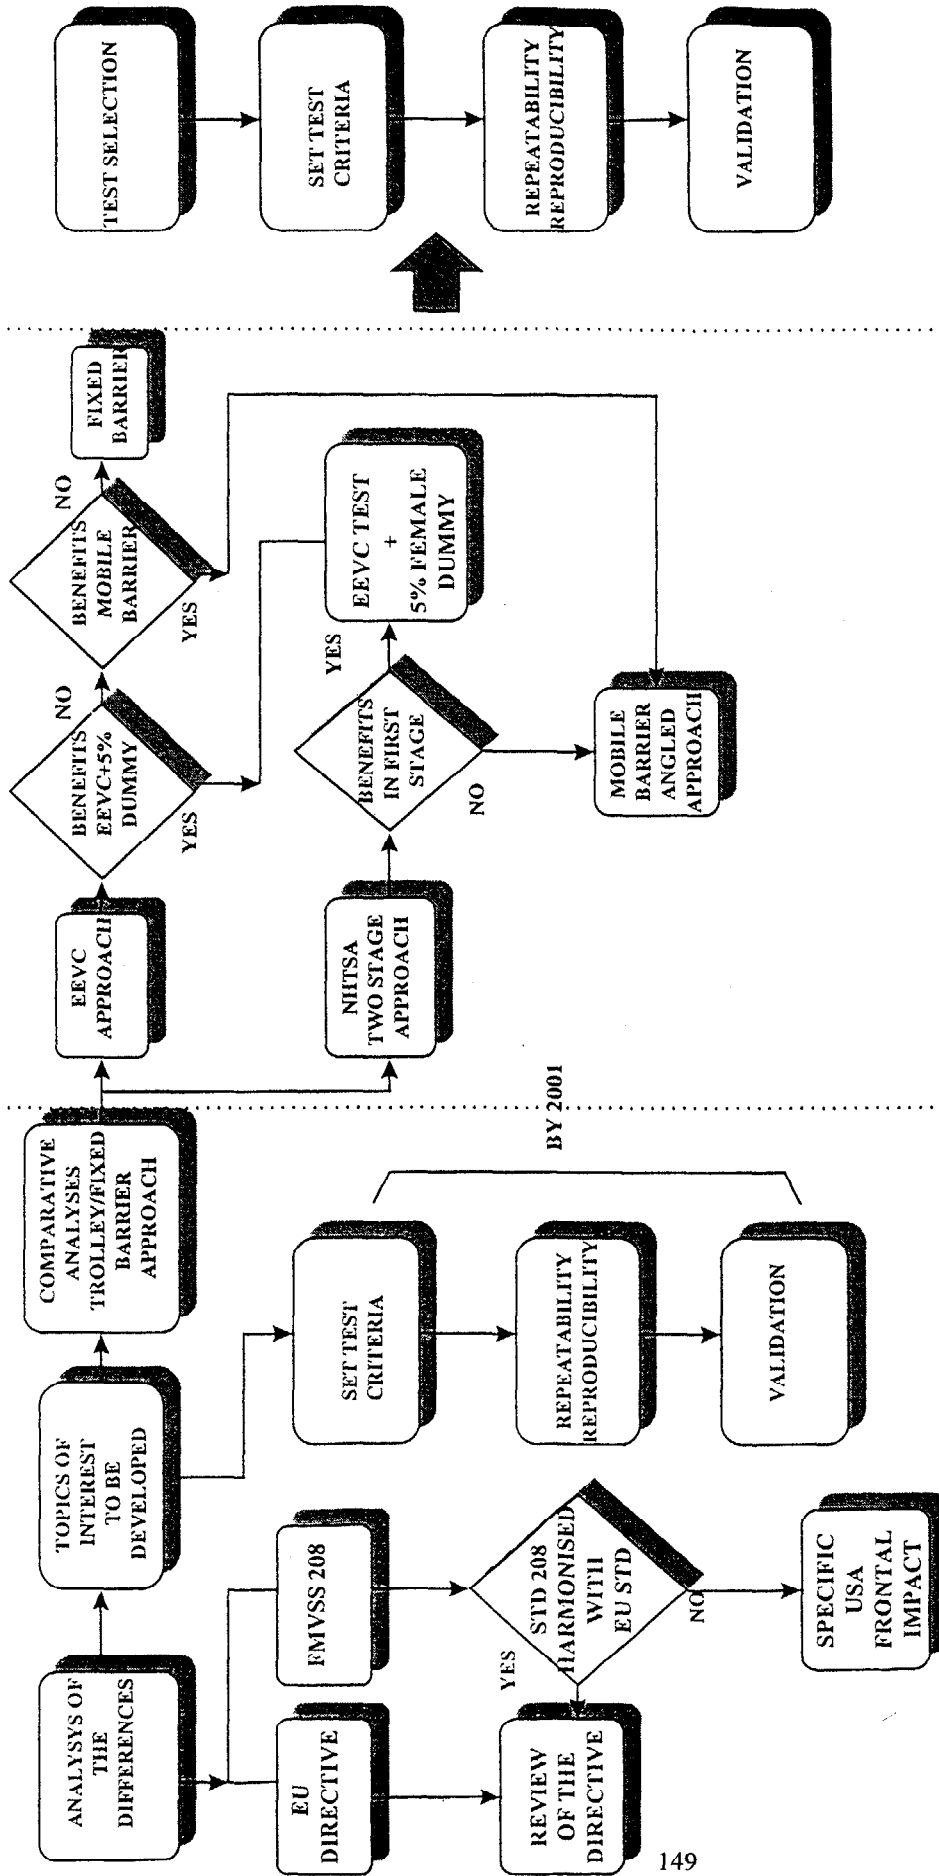 ANALYSIS OF
THE
DIFFERENCES
TOPICS OF
INTEREST
TO BE
DEVELOPED
COMPARATIVE
ANALYSES
TROLLEY/FIXED
BARRIER
APPROACH
EU
DIRECTIVE
FMVSS 208
REVIEW
OF THE
DIRECTIVE
YES
STD 208
HARMONISED
WITH
EU STD
NO
SPECIFIC
USA
FRONTAL
IMPACT
SET TEST
CRITERIA
REPEATABILITY
REPRODUCIBILITY
VALIDATION
BY 2001
EEVC
APPROACH
BENEFITS
EEVC+5%
DUMMY
NO
YES
BENEFITS
MOBILE
BARRIER
NO
YES
FIXED
BARRIER
NHTSA
TWO STAGE
APPROACH
BENEFITS
IN FIRST
STAGE
YES
NO
EEVC TEST
+
5% FEMALE
DUMMY
MOBILE
BARRIER
ANGLED
APPROACH
TEST SELECTION
SET TEST
CRITERIA
REPEATABILITY
REPRODUCIBILITY
VALIDATION
149